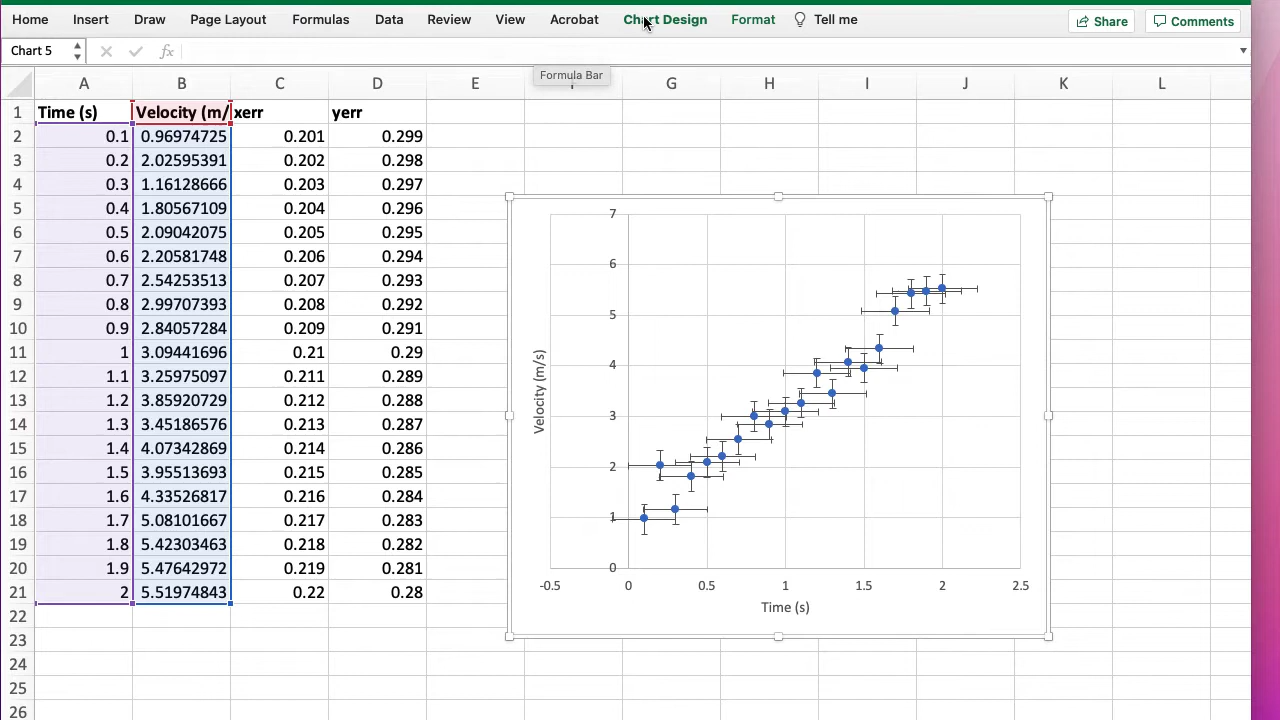 Home Insert Draw Page Layout Formulas Data Review View Acrobat Chart Design Format Tell me Share Comments
Chart 5 fx
Formula Bar
A B C D E G H I J K L
1 Time (s) Velocity (m/ xerr yerr
2 0.1 0.96974725 0.201 0.299
3 0.2 2.02595391 0.202 0.298
4 0.3 1.16128666 0.203 0.297
5 0.4 1.80567109 0.204 0.296
6 0.5 2.09042075 0.205 0.295
7 0.6 2.20581748 0.206 0.294
8 0.7 2.54253513 0.207 0.293
9 0.8 2.99707393 0.208 0.292
10 0.9 2.84057284 0.209 0.291
11 1 3.09441696 0.21 0.29
12 1.1 3.25975097 0.211 0.289
13 1.2 3.85920729 0.212 0.288
14 1.3 3.45186576 0.213 0.287
15 1.4 4.07342869 0.214 0.286
16 1.5 3.95513693 0.215 0.285
17 1.6 4.33526817 0.216 0.284
18 1.7 5.08101667 0.217 0.283
19 1.8 5.42303463 0.218 0.282
20 1.9 5.47642972 0.219 0.281
21 2 5.51974843 0.22 0.28
22
23
24
25
26
7
6
5
4
3
2
1
0
Velocity (m/s)
-0.5 0 0.5 1 1.5 2 2.5
Time (s)